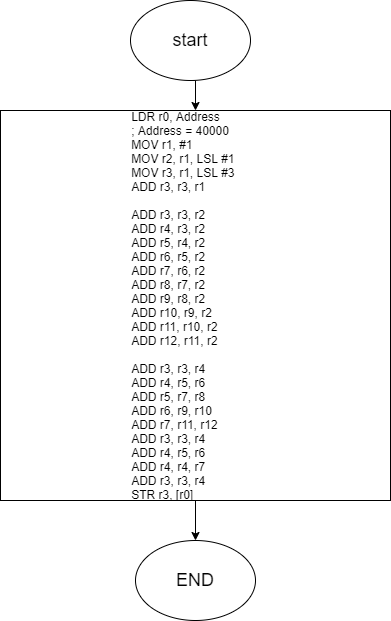 start
LDR r0, Address
; Address = 40000
MOV r1, #1
MOV r2, r1, LSL #1
MOV r3, r1, LSL #3
ADD r3, r3, r1
ADD r3, r3, r2
ADD r4, r3, r2
ADD r5, r4, r2
ADD r6, r5, r2
ADD r7, r6, r2
ADD r8, r7, r2
ADD r9, r8, r2
ADD r10, r9, r2
ADD r11, r10, r2
ADD r12, r11, r2
ADD r3, r3, r4
ADD r4, r5, r6
ADD r5, r7, r8
ADD r6, r9, r10
ADD r7, r11, r12
ADD r3, r3, r4
ADD r4, r5, r6
ADD r4, r4, r7
ADD r3, r3, r4
STR r3, [r0]
END